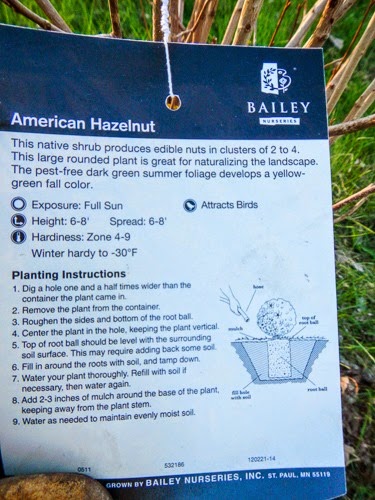 BAILEY
NURSERIES
American Hazelnut
This native shrub produces edible nuts in clusters of 2 to 4.
This large rounded plant is great for naturalizing the landscape.
The pest-free dark green summer foliage develops a yellow-
green fall color.
Exposure: Full Sun
Attracts Birds
Height: 6-8' Spread: 6-8'
Hardiness: Zone 4-9
Winter hardy to -30°F
Planting Instructions
1. Dig a hole one and a half times wider than the
container the plant came in.
2. Remove the plant from the container.
3. Roughen the sides and bottom of the root ball.
4. Center the plant in the hole, keeping the plant vertical.
5. Top of root ball should be level with the surrounding
soil surface. This may require adding back some soil.
6. Fill in around the roots with soil, and tamp down.
7. Water your plant thoroughly. Refill with soil if
necessary, then water again.
8. Add 2-3 inches of mulch around the base of the plant,
keeping away from the plant stem.
9. Water as needed to maintain evenly moist soil.
hose
mulch
top of
root ball
fill hole
with soil
root ball
0511 532186 120221-14
GROWN BY BAILEY NURSERIES, INC. ST. PAUL, MN 55119